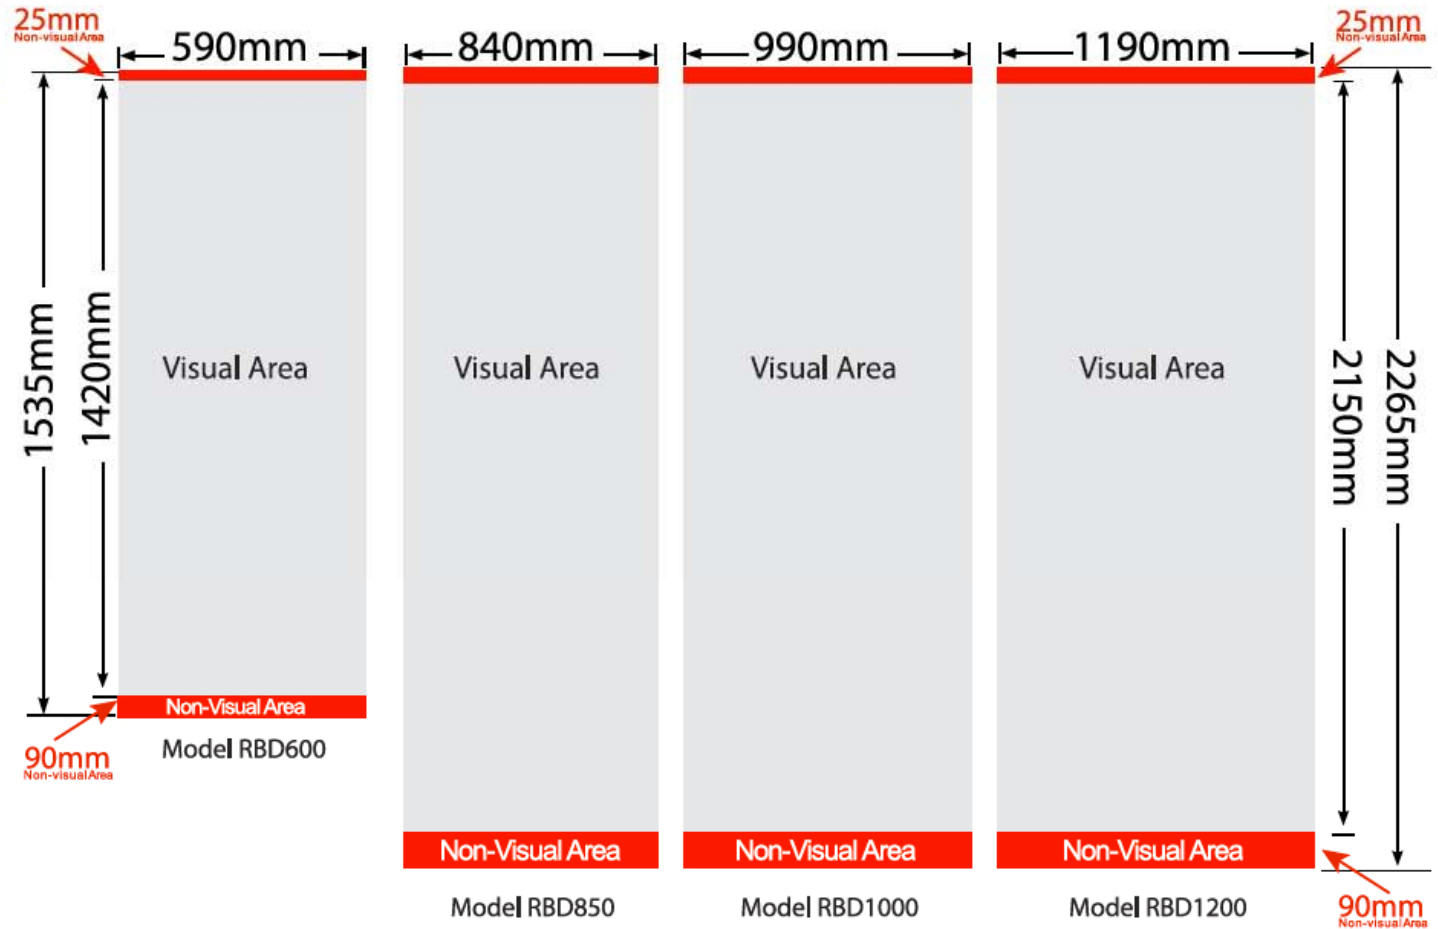 25mm
Non-visual Area
590mm
840mm
990mm
1190mm
25mm
Non-visual Area
1535mm
1420mm
Visual Area
Visual Area
Visual Area
Visual Area
2150mm
2265mm
Non-Visual Area
90mm
Non-visual Area
Model RBD600
Non-Visual Area
Non-Visual Area
Non-Visual Area
Model RBD850
Model RBD1000
Model RBD1200
90mm
Non-visual Area